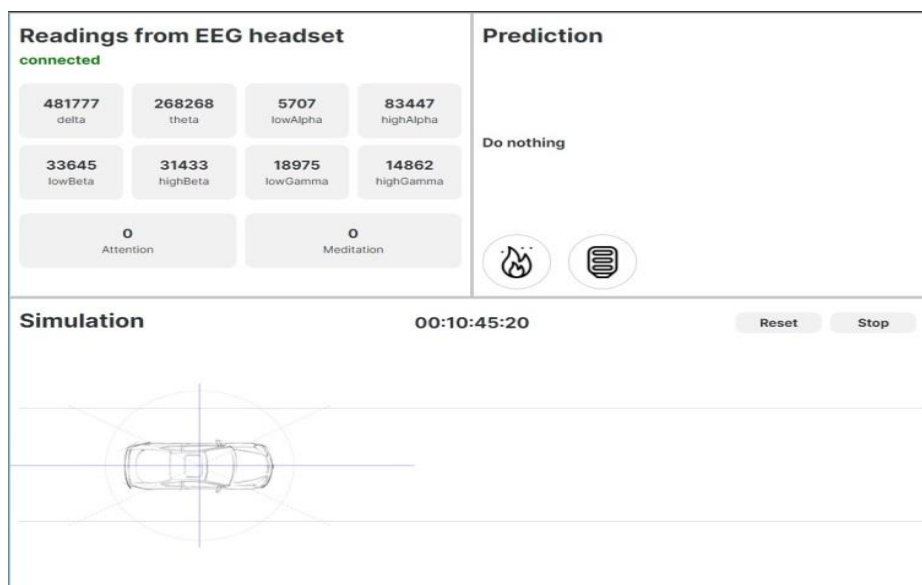 Readings from EEG headset
connected
481777 268268 5707 83447
delta theta lowAlpha highAlpha
33645 31433 18975 14862
lowBeta highBeta lowGamma highGamma
0 0
Attention Meditation
Prediction
Do nothing
Simulation 00:10:45:20 Reset Stop